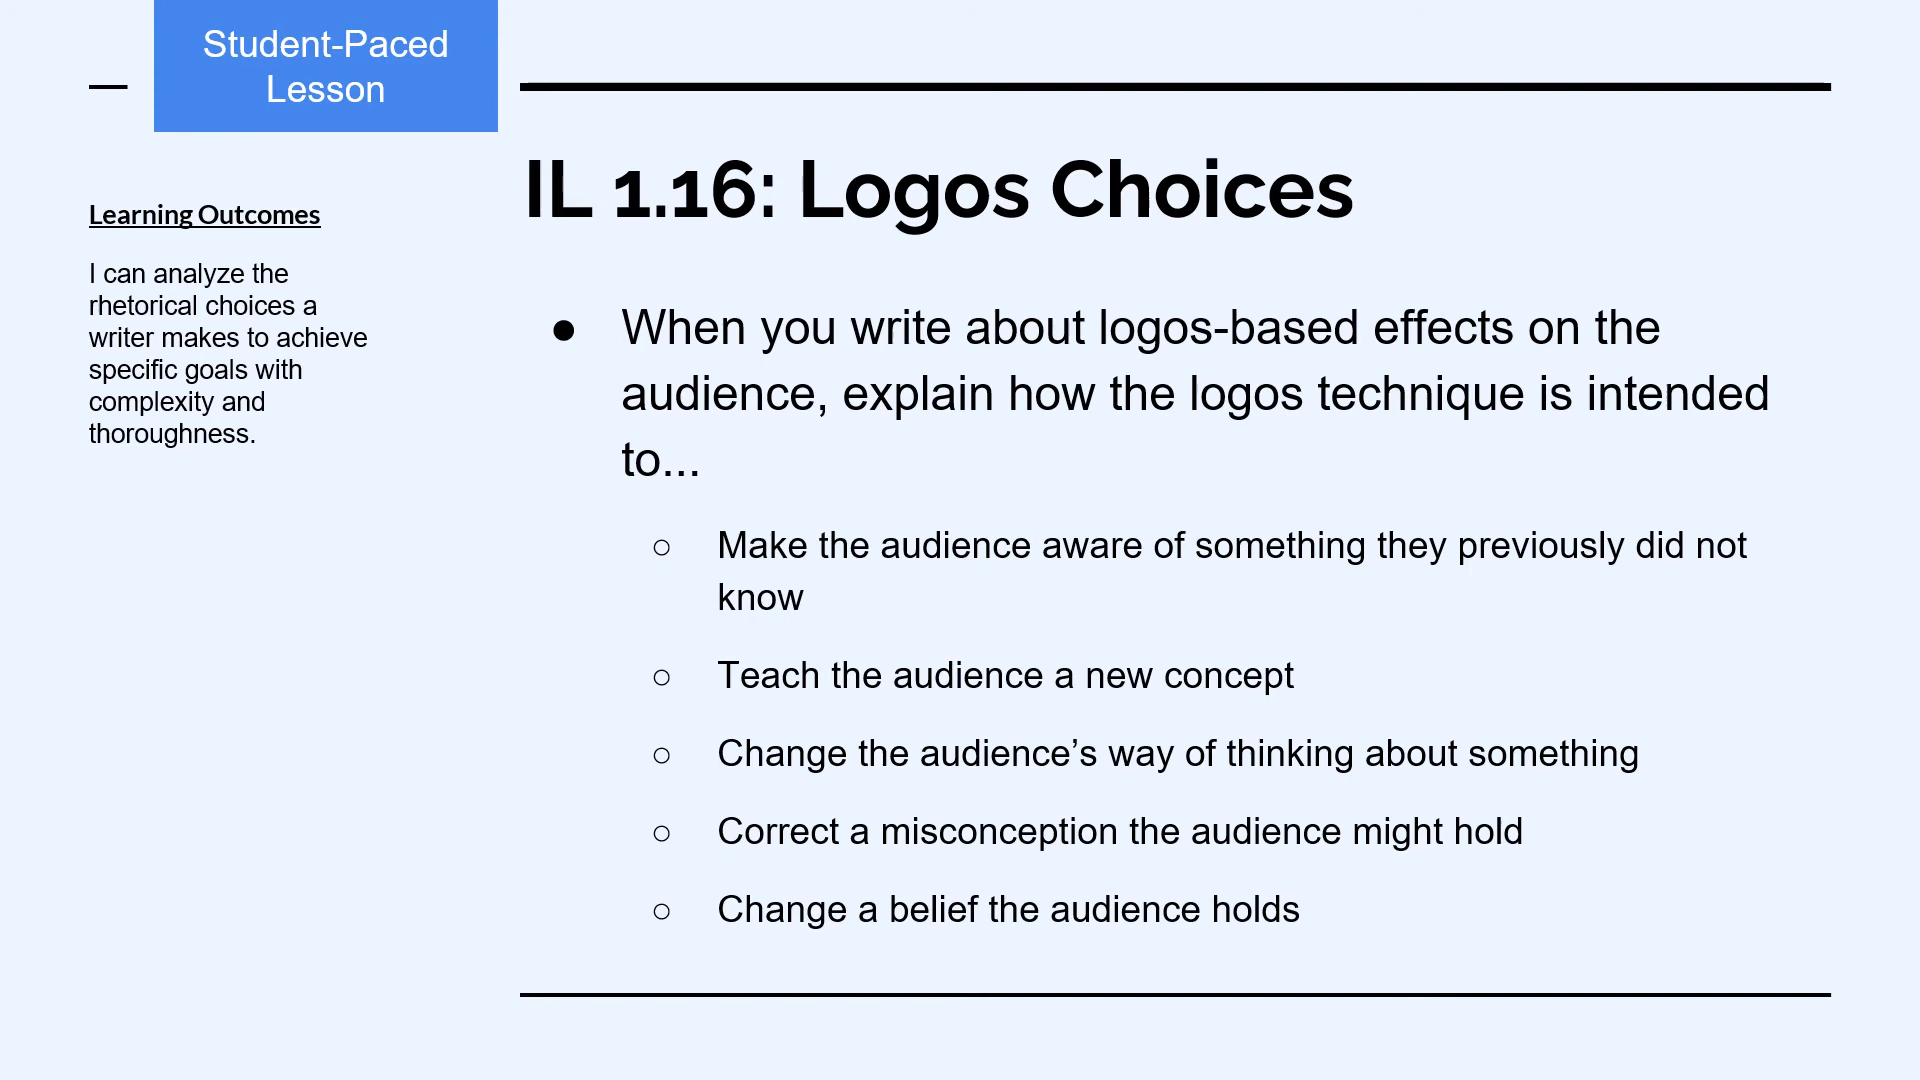 Student-Paced
Lesson
Learning Outcomes
I can analyze the
rhetorical choices a
writer makes to achieve
specific goals with
complexity and
thoroughness.
IL 1.16: Logos Choices
● When you write about logos-based effects on the
audience, explain how the logos technique is intended
to...
○ Make the audience aware of something they previously did not
know
○ Teach the audience a new concept
○ Change the audience’s way of thinking about something
○ Correct a misconception the audience might hold
○ Change a belief the audience holds